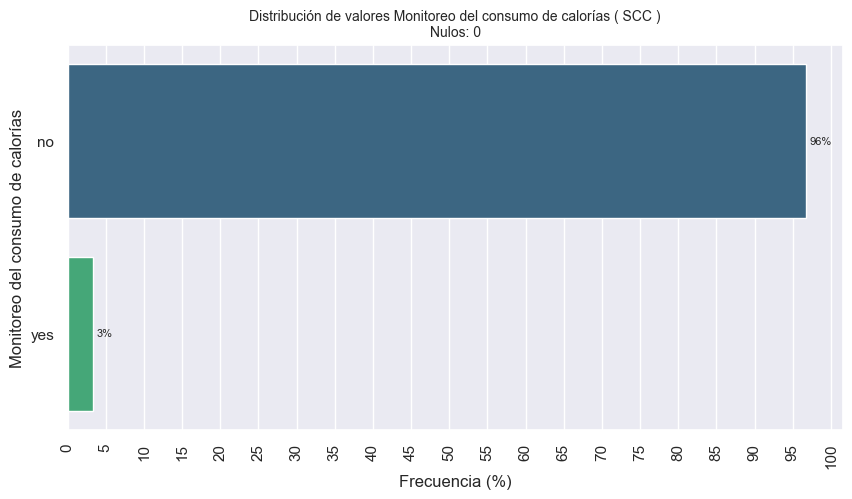 Distribución de valores Monitoreo del consumo de calorías ( SCC )
Nulos: 0
Monitoreo del consumo de calorías
no
96%
yes
3%
0 5 10 15 20 25 30 35 40 45 50 55 60 65 70 75 80 85 90 95 100
Frecuencia (%)